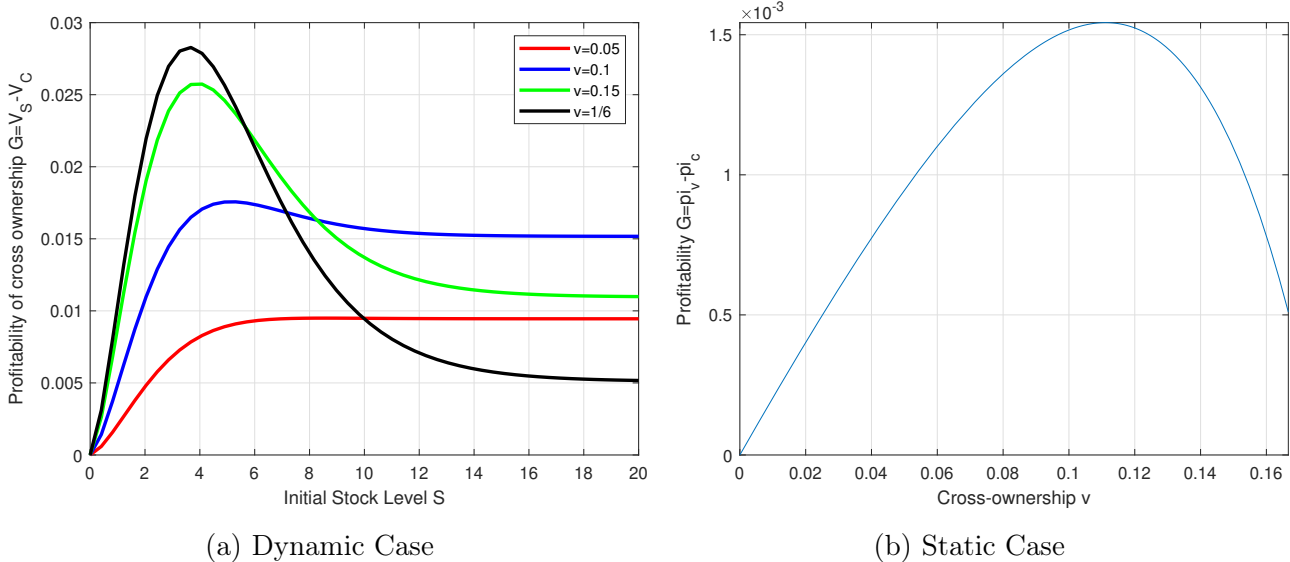 0.03
0.025
0.02
0.015
0.01
0.005
0
Profitability of cross ownership G=V_S-V_C
v=0.05
v=0.1
v=0.15
v=1/6
0 2 4 6 8 10 12 14 16 18 20
Initial Stock Level S
(a) Dynamic Case
×10^-3
1.5
1
0.5
0
Profitability G=pi_v-pi_c
0 0.02 0.04 0.06 0.08 0.1 0.12 0.14 0.16
Cross-ownership v
(b) Static Case